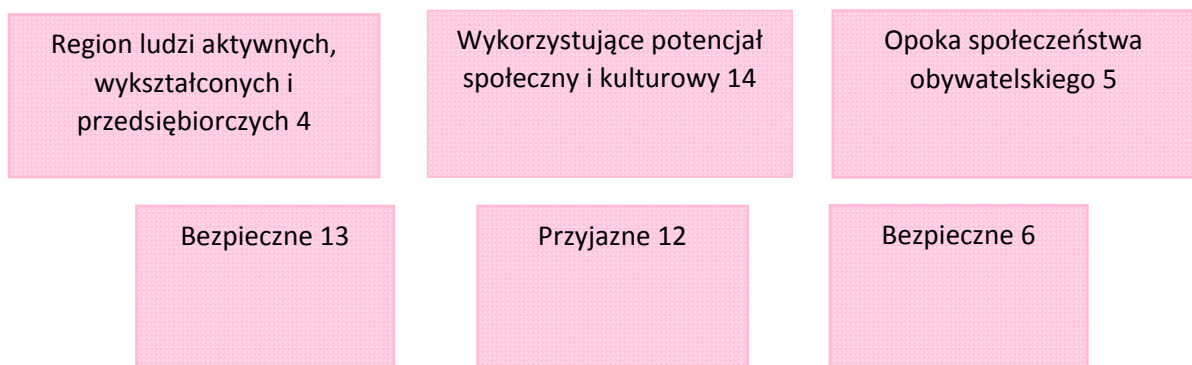 Region ludzi aktywnych,
wykształconych i
przedsiębiorczych 4
Wykorzystujące potencjał
społeczny i kulturowy 14
Opoka społeczeństwa
obywatelskiego 5
Bezpieczne 13
Przyjazne 12
Bezpieczne 6